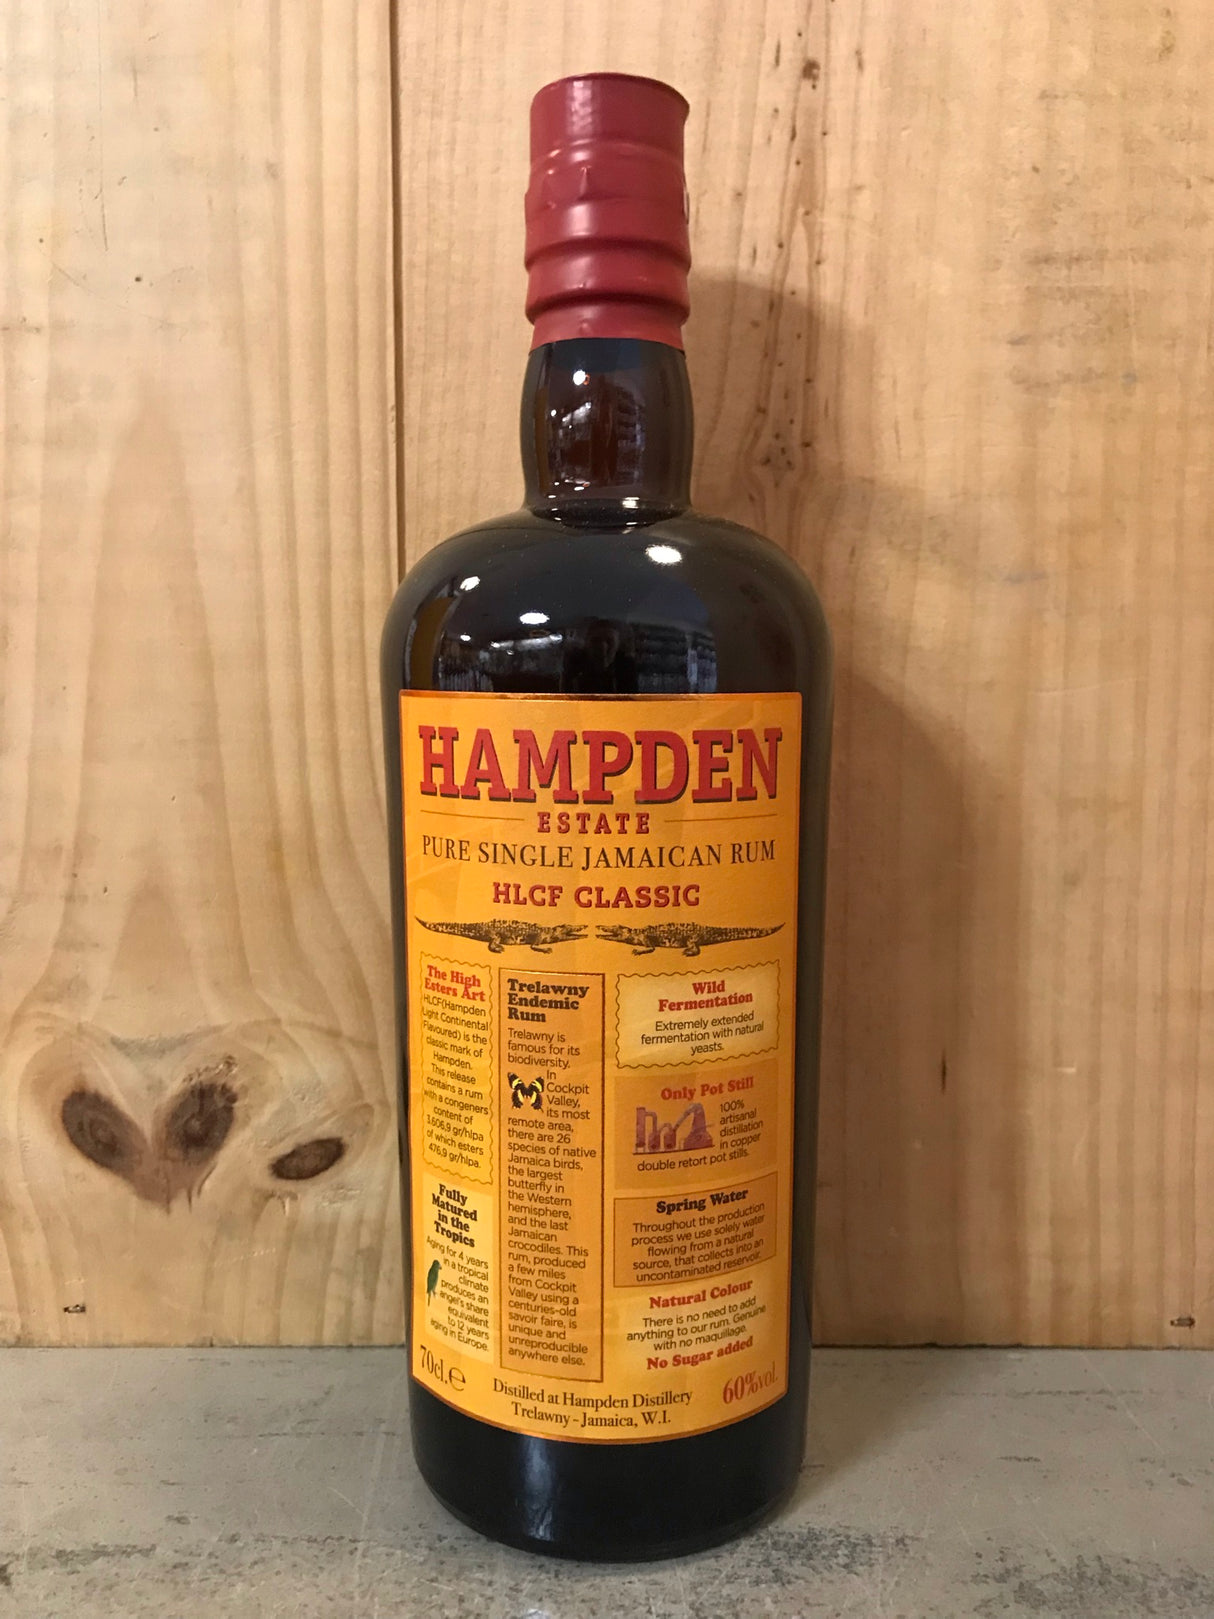 HAMPDEN
ESTATE
PURE SINGLE JAMAICAN RUM
HLCF CLASSIC
The High
Esters Art
HLCF(Hampden
Light Continental
Flavoured) is the
classic mark of
Hampden.
This release
contains a rum
with a congeners
content of
3.606,9 gr/hlpa
of which esters
476,9 gr/hlpa.
Fully
Matured
in the
Tropics
Aging for 4 years
in a tropical
climate
produces an
angel's share
equivalent
to 12 years
aging in Europe.
Trelawny
Endemic
Rum
Trelawny is
famous for its
biodiversity.
In
Cockpit
Valley,
its most
remote area,
there are 26
species of native
Jamaica birds,
the largest
butterfly in
the Western
hemisphere,
and the last
Jamaican
crocodiles. This
rum, produced
a few miles
from Cockpit
Valley using a
centuries-old
savoir faire, is
unique and
unreproducible
anywhere else.
Wild
Fermentation
Extremely extended
fermentation with natural
yeasts.
Only Pot Still
100%
artisanal
distillation
in copper
double retort pot stills.
Spring Water
Throughout the production
process we use solely water
flowing from a natural
source, that collects into an
uncontaminated reservoir.
Natural Colour
There is no need to add
anything to our rum. Genuine
with no maquillage.
No Sugar added
70cl.e
Distilled at Hampden Distillery
Trelawny - Jamaica, W.I.
60%vol.